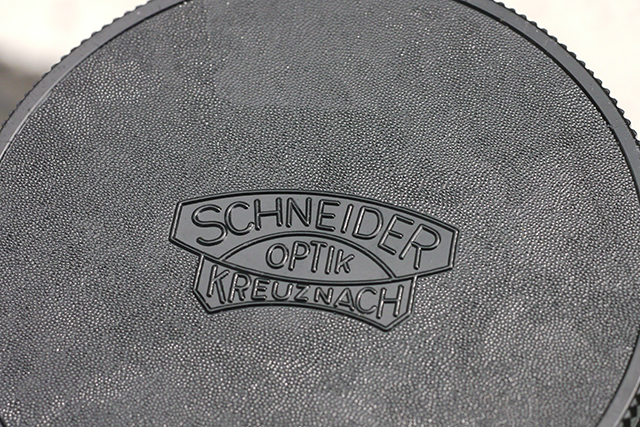 SCHNEIDER
OPTIK
KREUZNACH